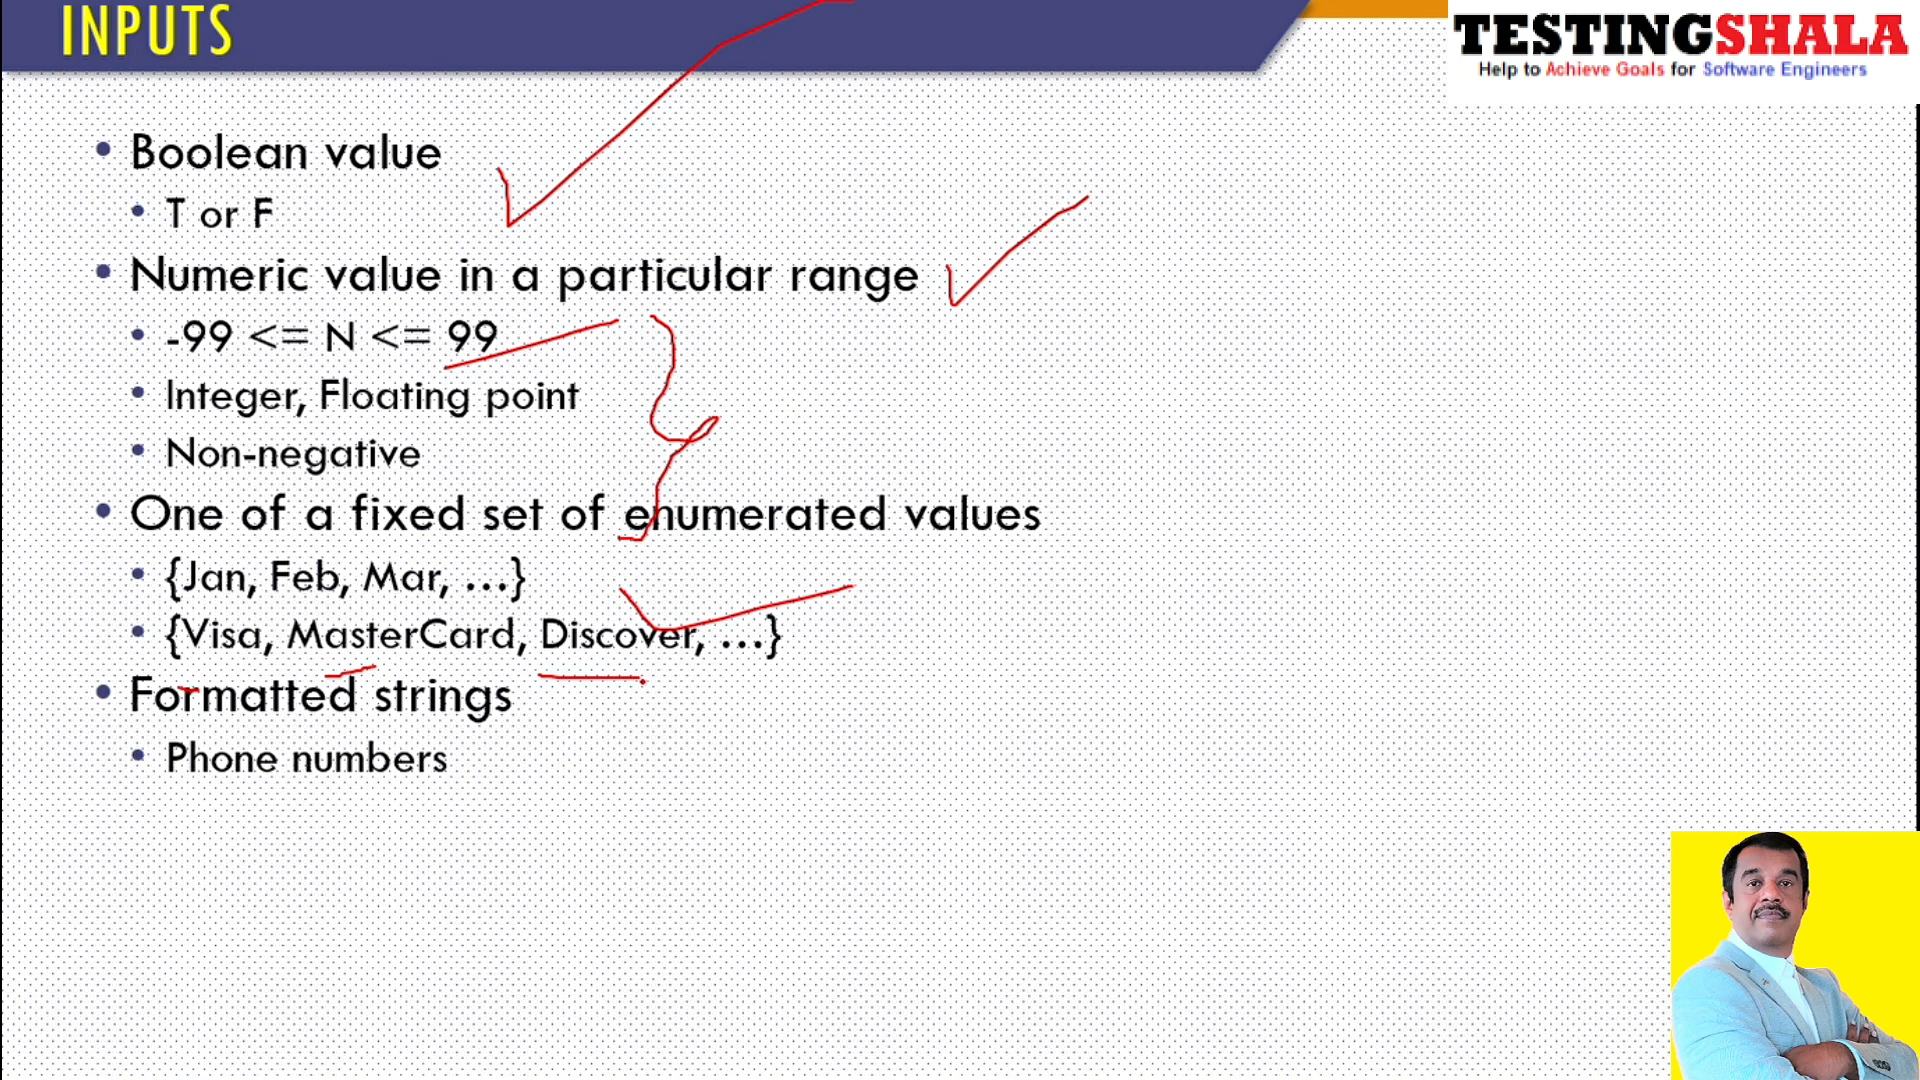 INPUTS
TESTINGSHALA
Help to Achieve Goals for Software Engineers
• Boolean value
• T or F
• Numeric value in a particular range
• -99 <= N <= 99
• Integer, Floating point
• Non-negative
• One of a fixed set of enumerated values
• {Jan, Feb, Mar, ...}
• {Visa, MasterCard, Discover, ...}
• Formatted strings
• Phone numbers